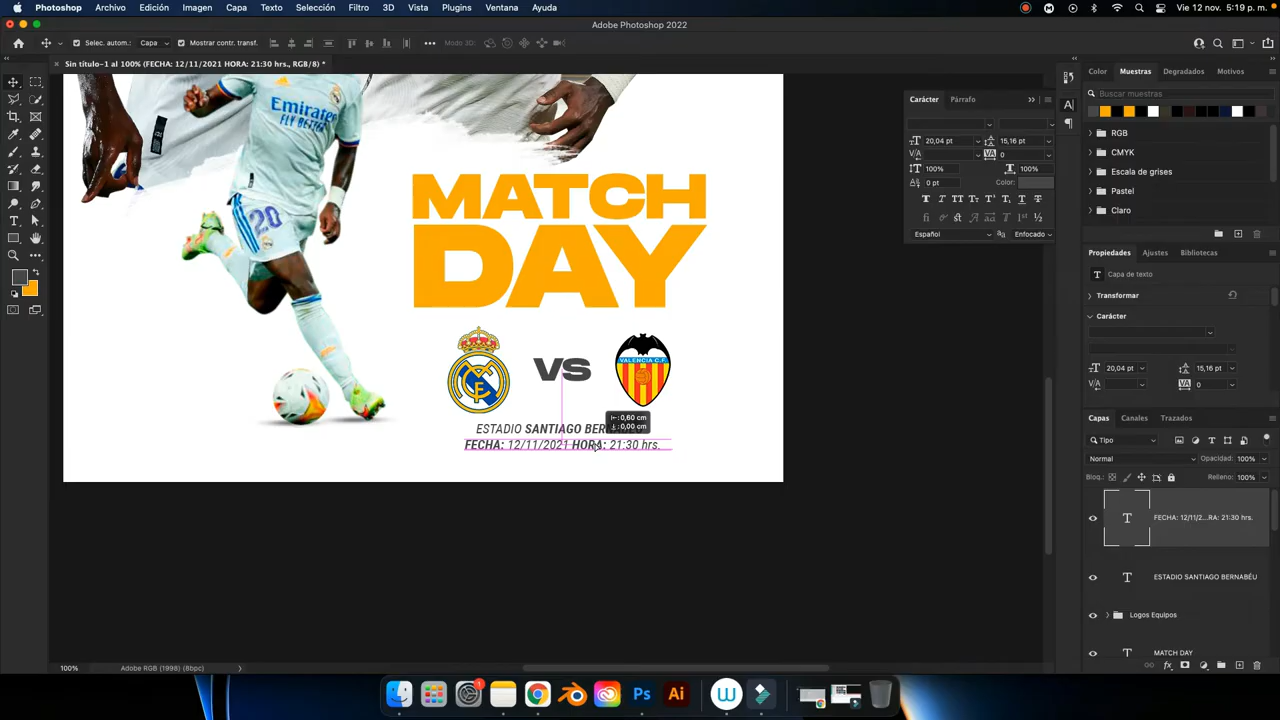 Photoshop Archivo Edición Imagen Capa Texto Selección Filtro 3D Vista Plugins Ventana Ayuda
Vie 12 nov. 5:19 p. m.
Adobe Photoshop 2022
Selec. autom.: Capa Mostrar contr. transf. Modo 3D:
Sin título-1 al 100% (FECHA: 12/11/2021 HORA: 21:30 hrs., RGB/8) *
Emirates
FLY BETTER
20
MATCH
DAY
VS
VALENCIA C.F.
0,60 cm
0,00 cm
ESTADIO SANTIAGO
FECHA: 12/11/2021 HORA: 21:30 hrs.
Carácter Párrafo
20,04 pt 15,16 pt
0
100% 100%
0 pt Color:
Español Enfocado
Color Muestras Degradados Motivos
Buscar muestras
RGB
CMYK
Escala de grises
Pastel
Claro
Propiedades Ajustes Bibliotecas
Capa de texto
Transformar
Carácter
20,04 pt 15,16 pt
0
Capas Canales Trazados
Tipo
Normal Opacidad: 100%
Bloq.: Relleno: 100%
FECHA: 12/11/2...RA: 21:30 hrs.
ESTADIO SANTIAGO BERNABÉU
Logos Equipos
MATCH DAY
100% Adobe RGB (1998) (8bpc)
1
Ps
Ai